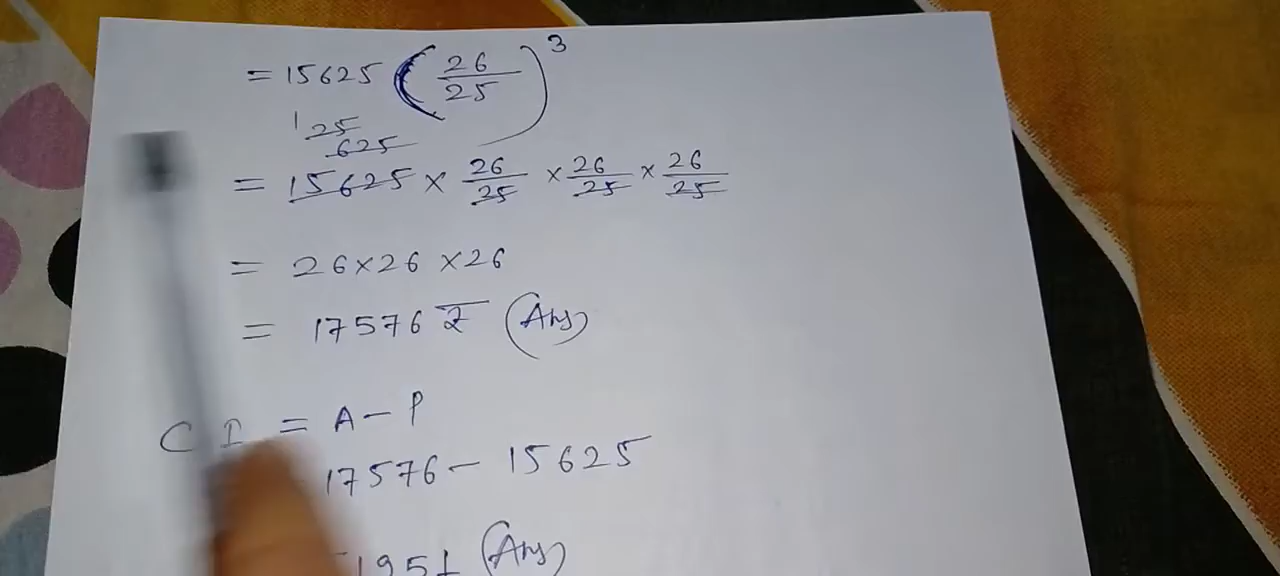 = 15625 (26/25)³
1
25
625
= 15625 × 26/25 × 26/25 × 26/25
= 26×26×26
= 17576 ₹ (Ans)
C I = A - P
17576 - 15625
1951 (Ans)